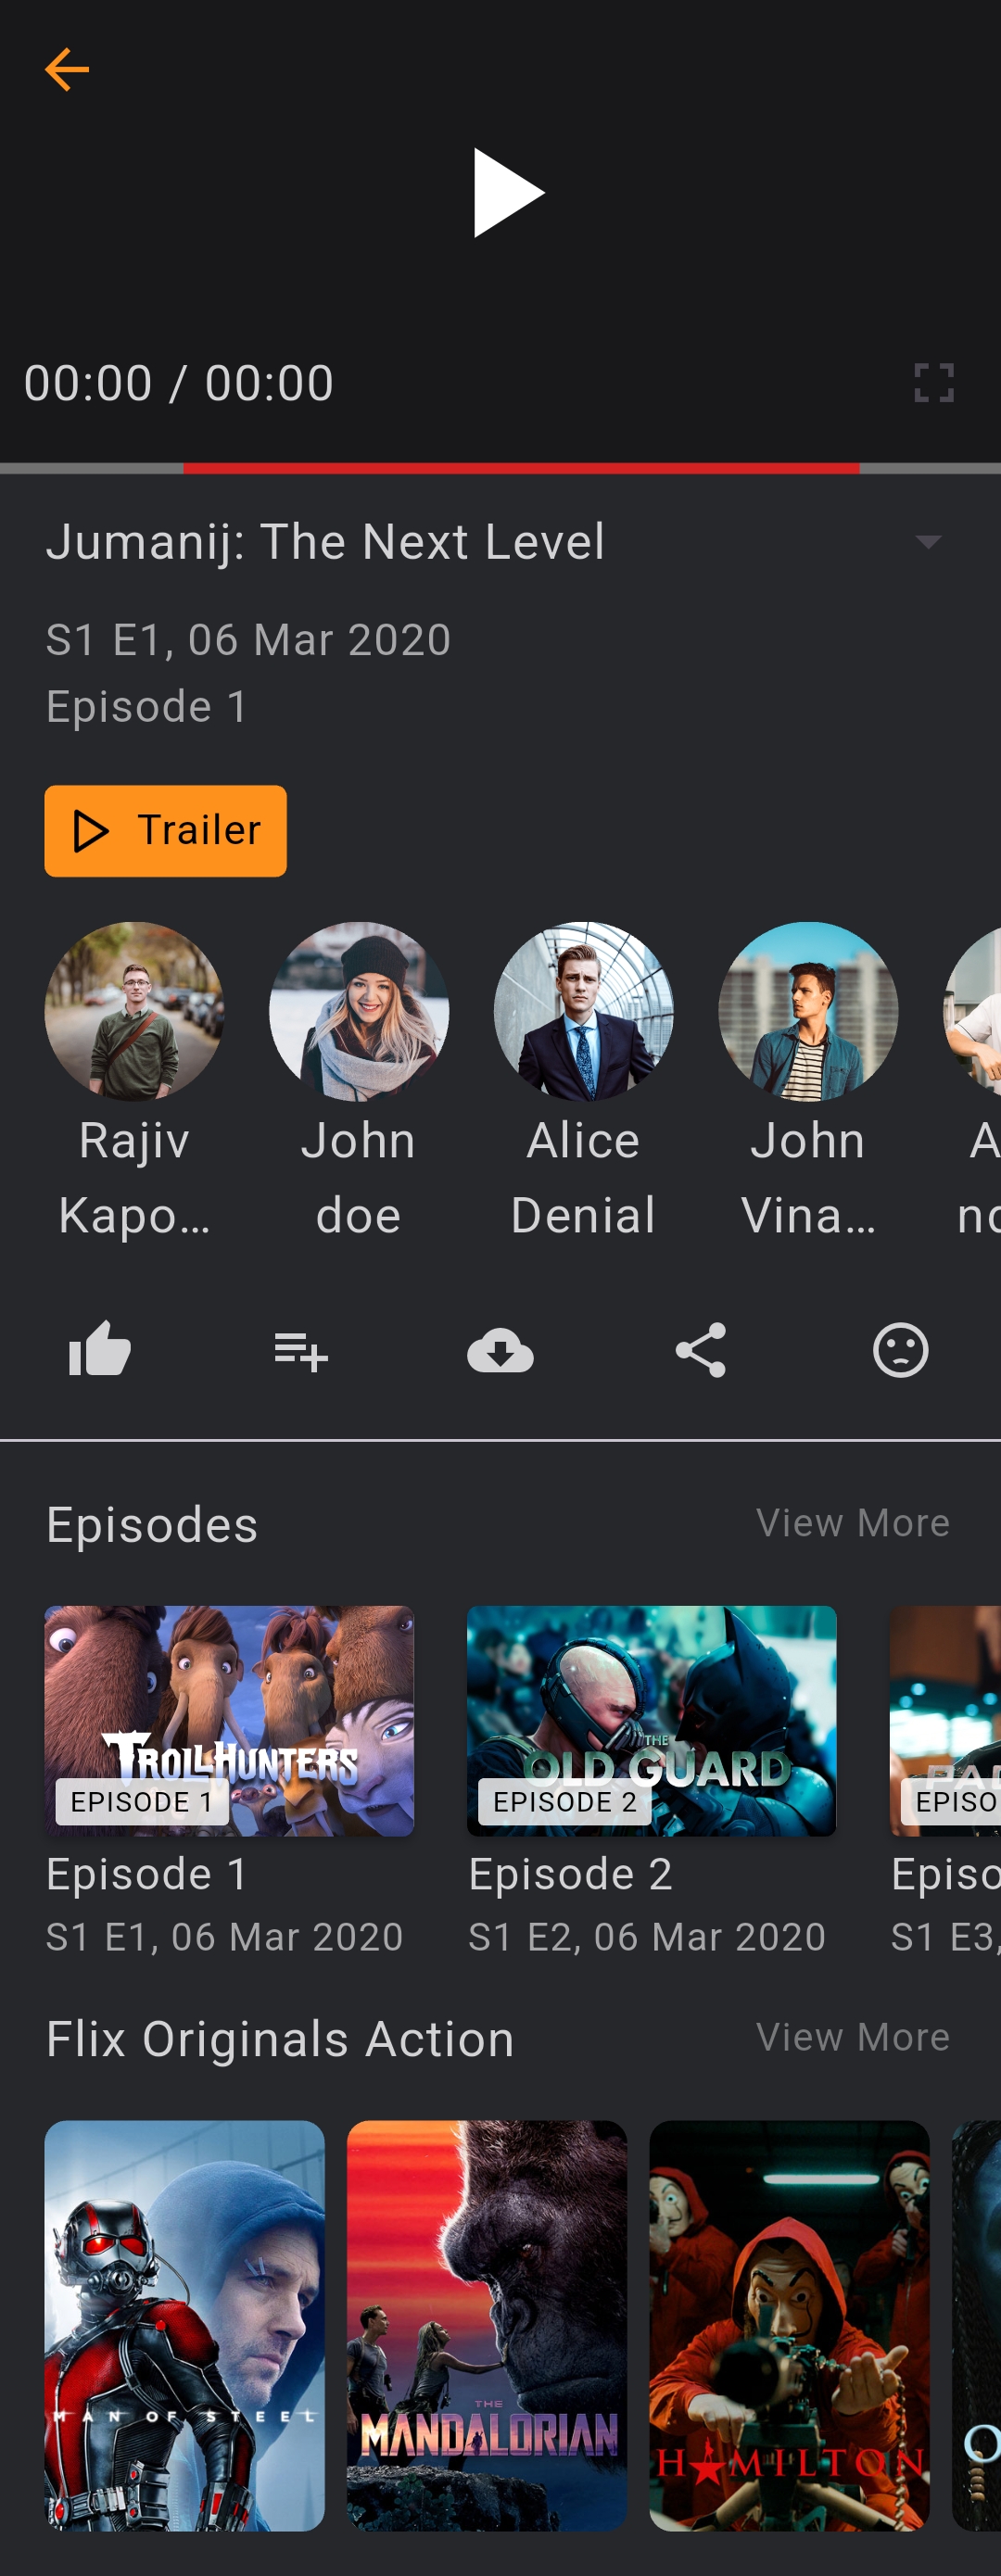 00:00 / 00:00
Jumanij: The Next Level
S1 E1, 06 Mar 2020
Episode 1
Trailer
Rajiv
Kapo...
John
doe
Alice
Denial
John
Vina...
A
Episodes
View More
TROLLHUNTERS
EPISODE 1
THE
OLD GUARD
EPISODE 2
EPISO
Episode 1
S1 E1, 06 Mar 2020
Episode 2
S1 E2, 06 Mar 2020
Episo
S1 E3,
Flix Originals Action
View More
MAN OF STEEL
THE
MANDALORIAN
HAMILTON
O